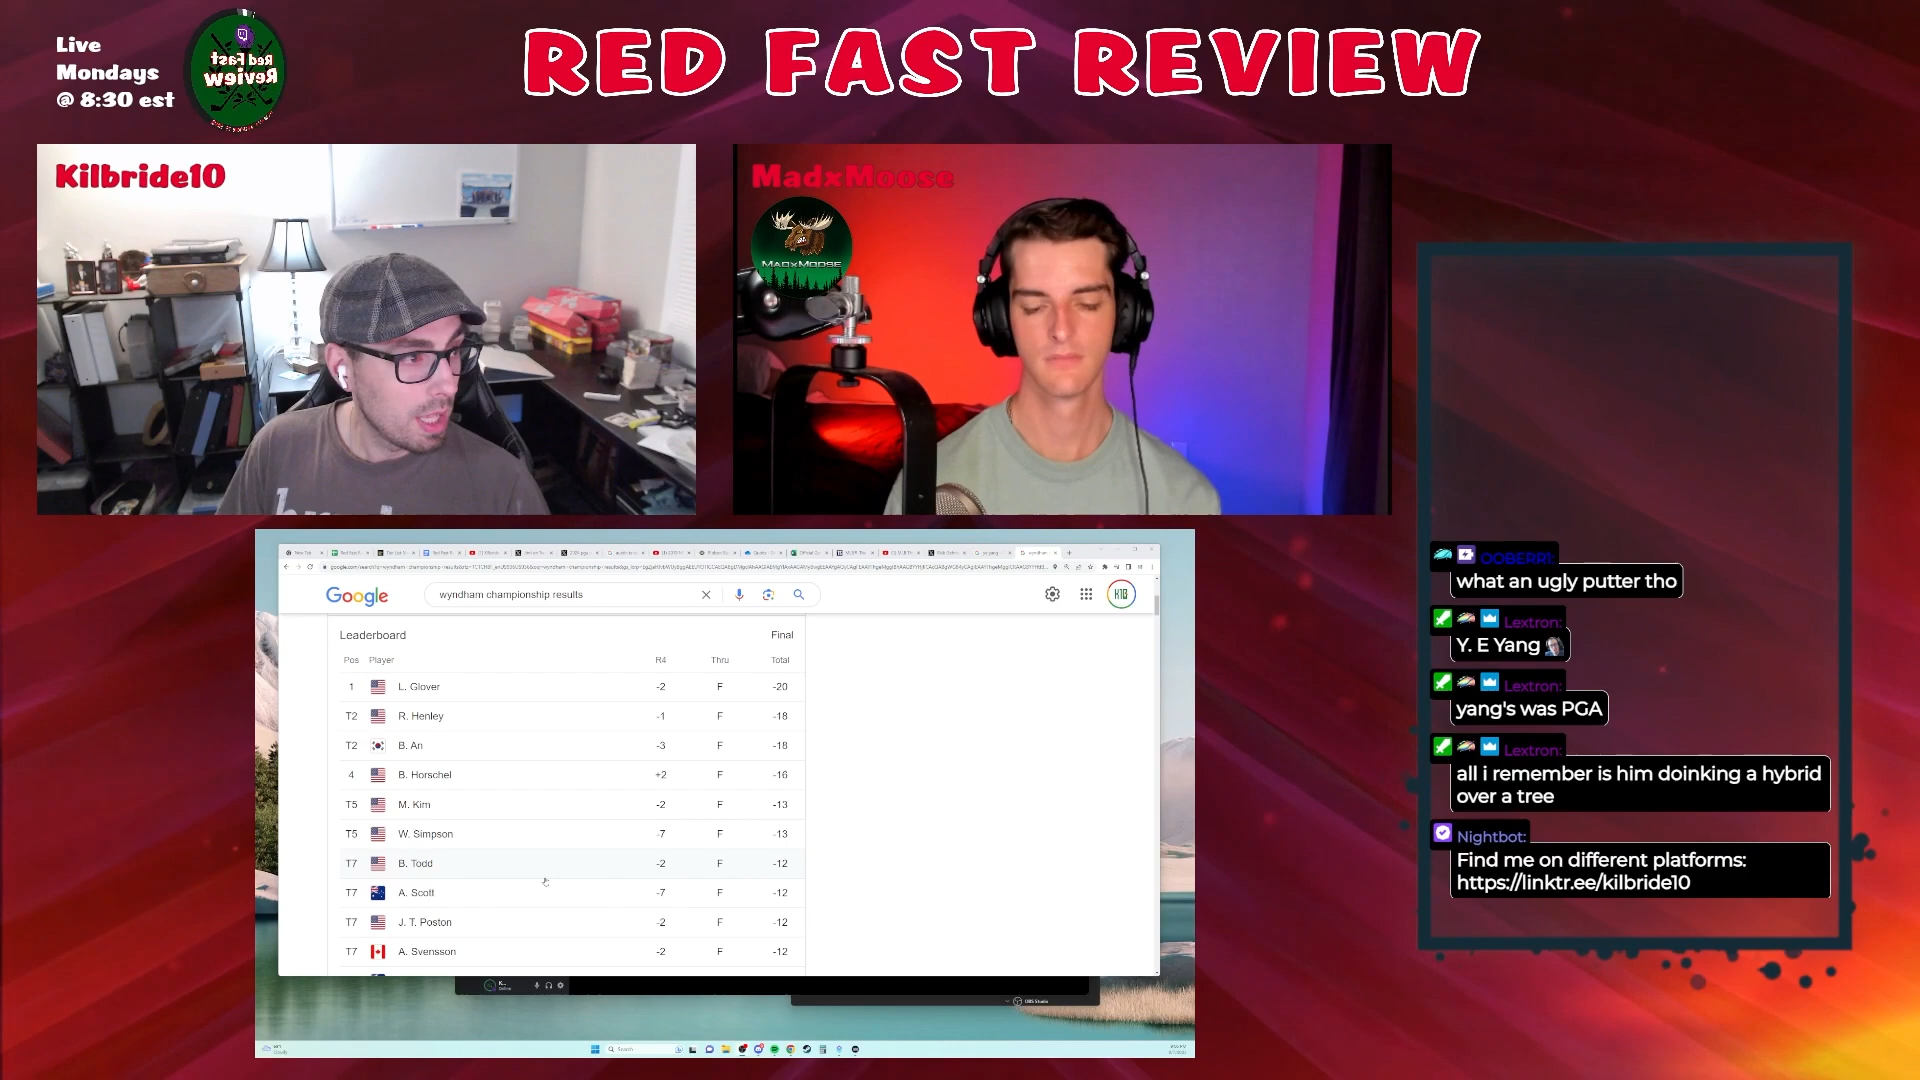 Live
Mondays
@ 8:30 est
Red Fast
Review
RED FAST REVIEW
Kilbride10
MadxMoose
MADXMOOSE
Google
wyndham championship results
K10
Leaderboard Final
Pos Player R4 Thru Total
1 L. Glover -2 F -20
T2 R. Henley -1 F -18
T2 B. An -3 F -18
4 B. Horschel +2 F -16
T5 M. Kim -2 F -13
T5 W. Simpson -7 F -13
T7 B. Todd -2 F -12
T7 A. Scott -7 F -12
T7 J. T. Poston -2 F -12
T7 A. Svensson -2 F -12
OBS Studio
Search
OOBERR1:
what an ugly putter tho
Lextron:
Y. E Yang
Lextron:
yang's was PGA
Lextron:
all i remember is him doinking a hybrid
over a tree
Nightbot:
Find me on different platforms:
https://linktr.ee/kilbride10